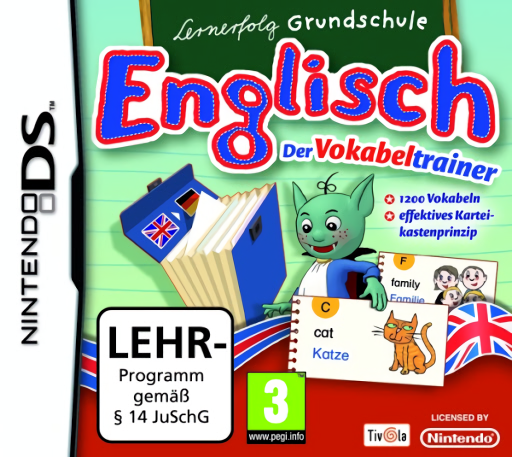 Lernerfolg Grundschule
Englisch
Der Vokabeltrainer
1200 Vokabeln
effektives Kartei-
kastenprinzip
NINTENDO DS™
F
family
Familie
C
cat
Katze
LEHR-
Programm
gemäß
§ 14 JuSchG
3
www.pegi.info
Tivola
LICENSED BY
Nintendo